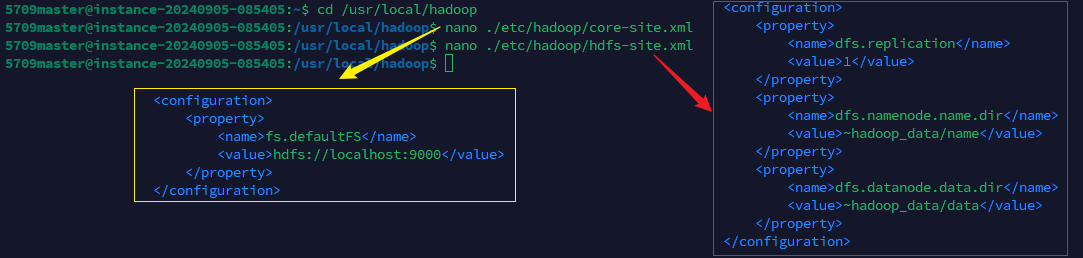 5709master@instance-20240905-085405:~$ cd /usr/local/hadoop
5709master@instance-20240905-085405:/usr/local/hadoop$ nano ./etc/hadoop/core-site.xml
5709master@instance-20240905-085405:/usr/local/hadoop$ nano ./etc/hadoop/hdfs-site.xml
5709master@instance-20240905-085405:/usr/local/hadoop$
<configuration>
    <property>
        <name>fs.defaultFS</name>
        <value>hdfs://localhost:9000</value>
    </property>
</configuration>
<configuration>
    <property>
        <name>dfs.replication</name>
        <value>1</value>
    </property>
    <property>
        <name>dfs.namenode.name.dir</name>
        <value>~hadoop_data/name</value>
    </property>
    <property>
        <name>dfs.datanode.data.dir</name>
        <value>~hadoop_data/data</value>
    </property>
</configuration>